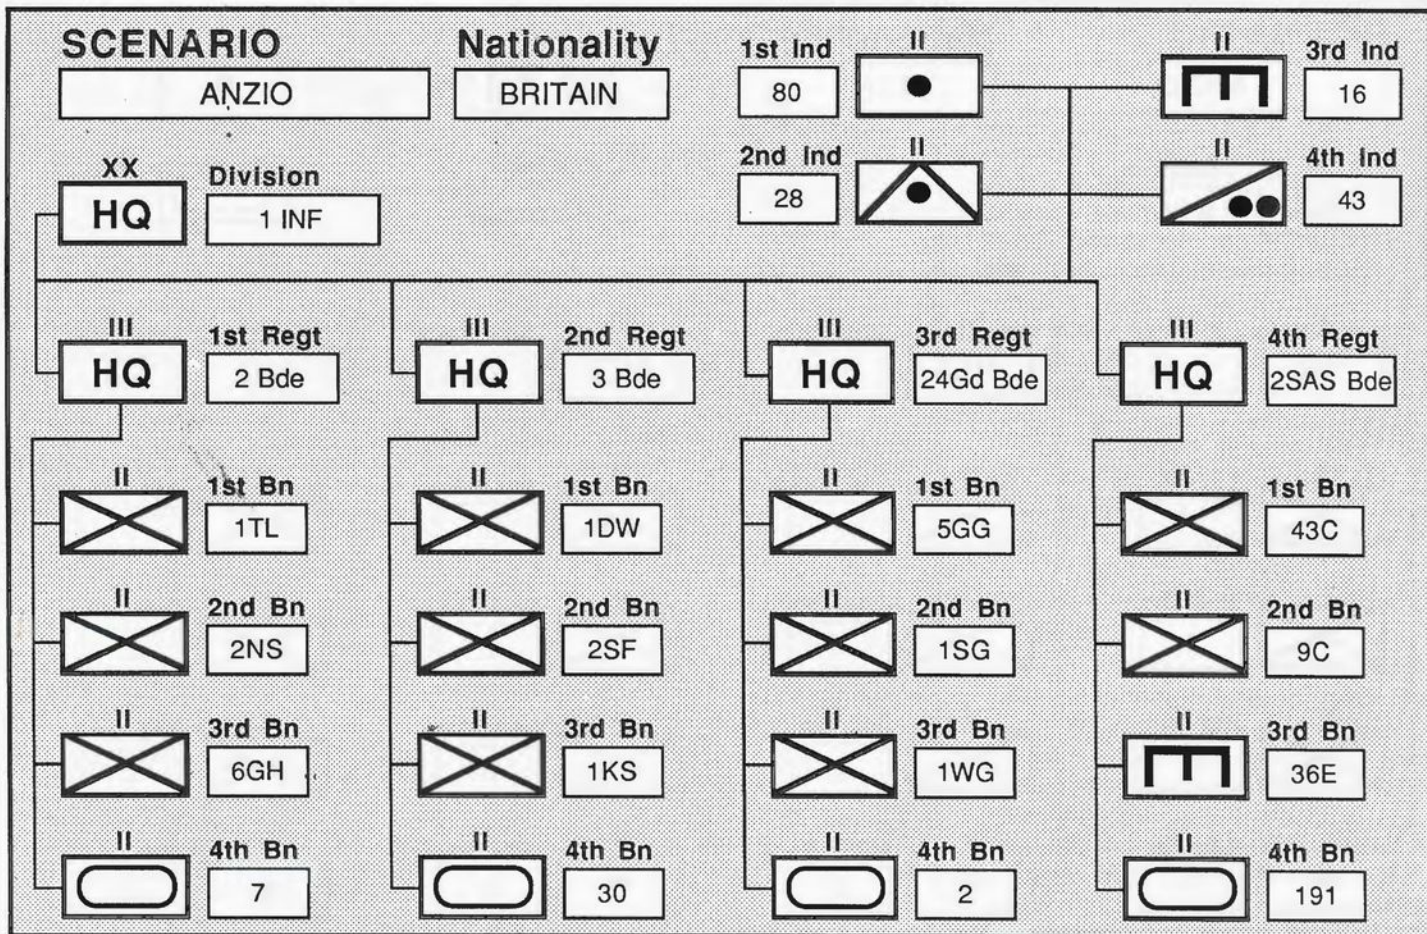 SCENARIO
Nationality
ANZIO
BRITAIN
1st Ind
II
II
3rd Ind
80
16
2nd Ind
II
II
4th Ind
28
43
XX
Division
HQ
1 INF
III
1st Regt
III
2nd Regt
III
3rd Regt
III
4th Regt
HQ
2 Bde
HQ
3 Bde
HQ
24Gd Bde
HQ
2SAS Bde
II
1st Bn
II
1st Bn
II
1st Bn
II
1st Bn
1TL
1DW
5GG
43C
II
2nd Bn
II
2nd Bn
II
2nd Bn
II
2nd Bn
2NS
2SF
1SG
9C
II
3rd Bn
II
3rd Bn
II
3rd Bn
II
3rd Bn
6GH
1KS
1WG
36E
II
4th Bn
II
4th Bn
II
4th Bn
II
4th Bn
7
30
2
191